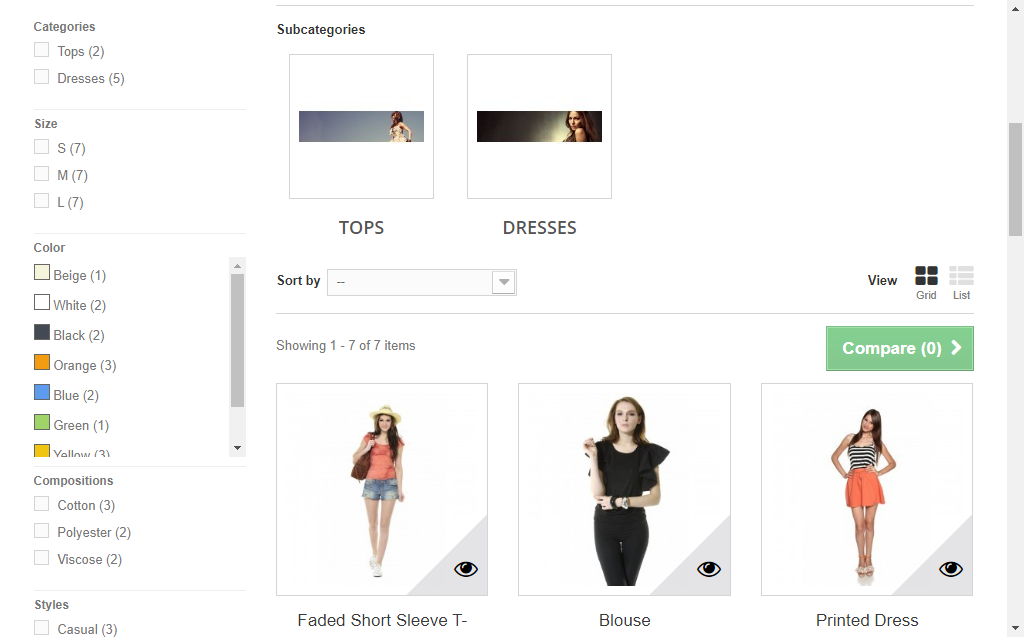 Categories
Tops (2)
Dresses (5)
Size
S (7)
M (7)
L (7)
Color
Beige (1)
White (2)
Black (2)
Orange (3)
Blue (2)
Green (1)
Yellow (3)
Compositions
Cotton (3)
Polyester (2)
Viscose (2)
Styles
Casual (3)
Subcategories
TOPS
DRESSES
Sort by
--
View
Grid
List
Showing 1 - 7 of 7 items
Compare (0)
Faded Short Sleeve T-
Blouse
Printed Dress